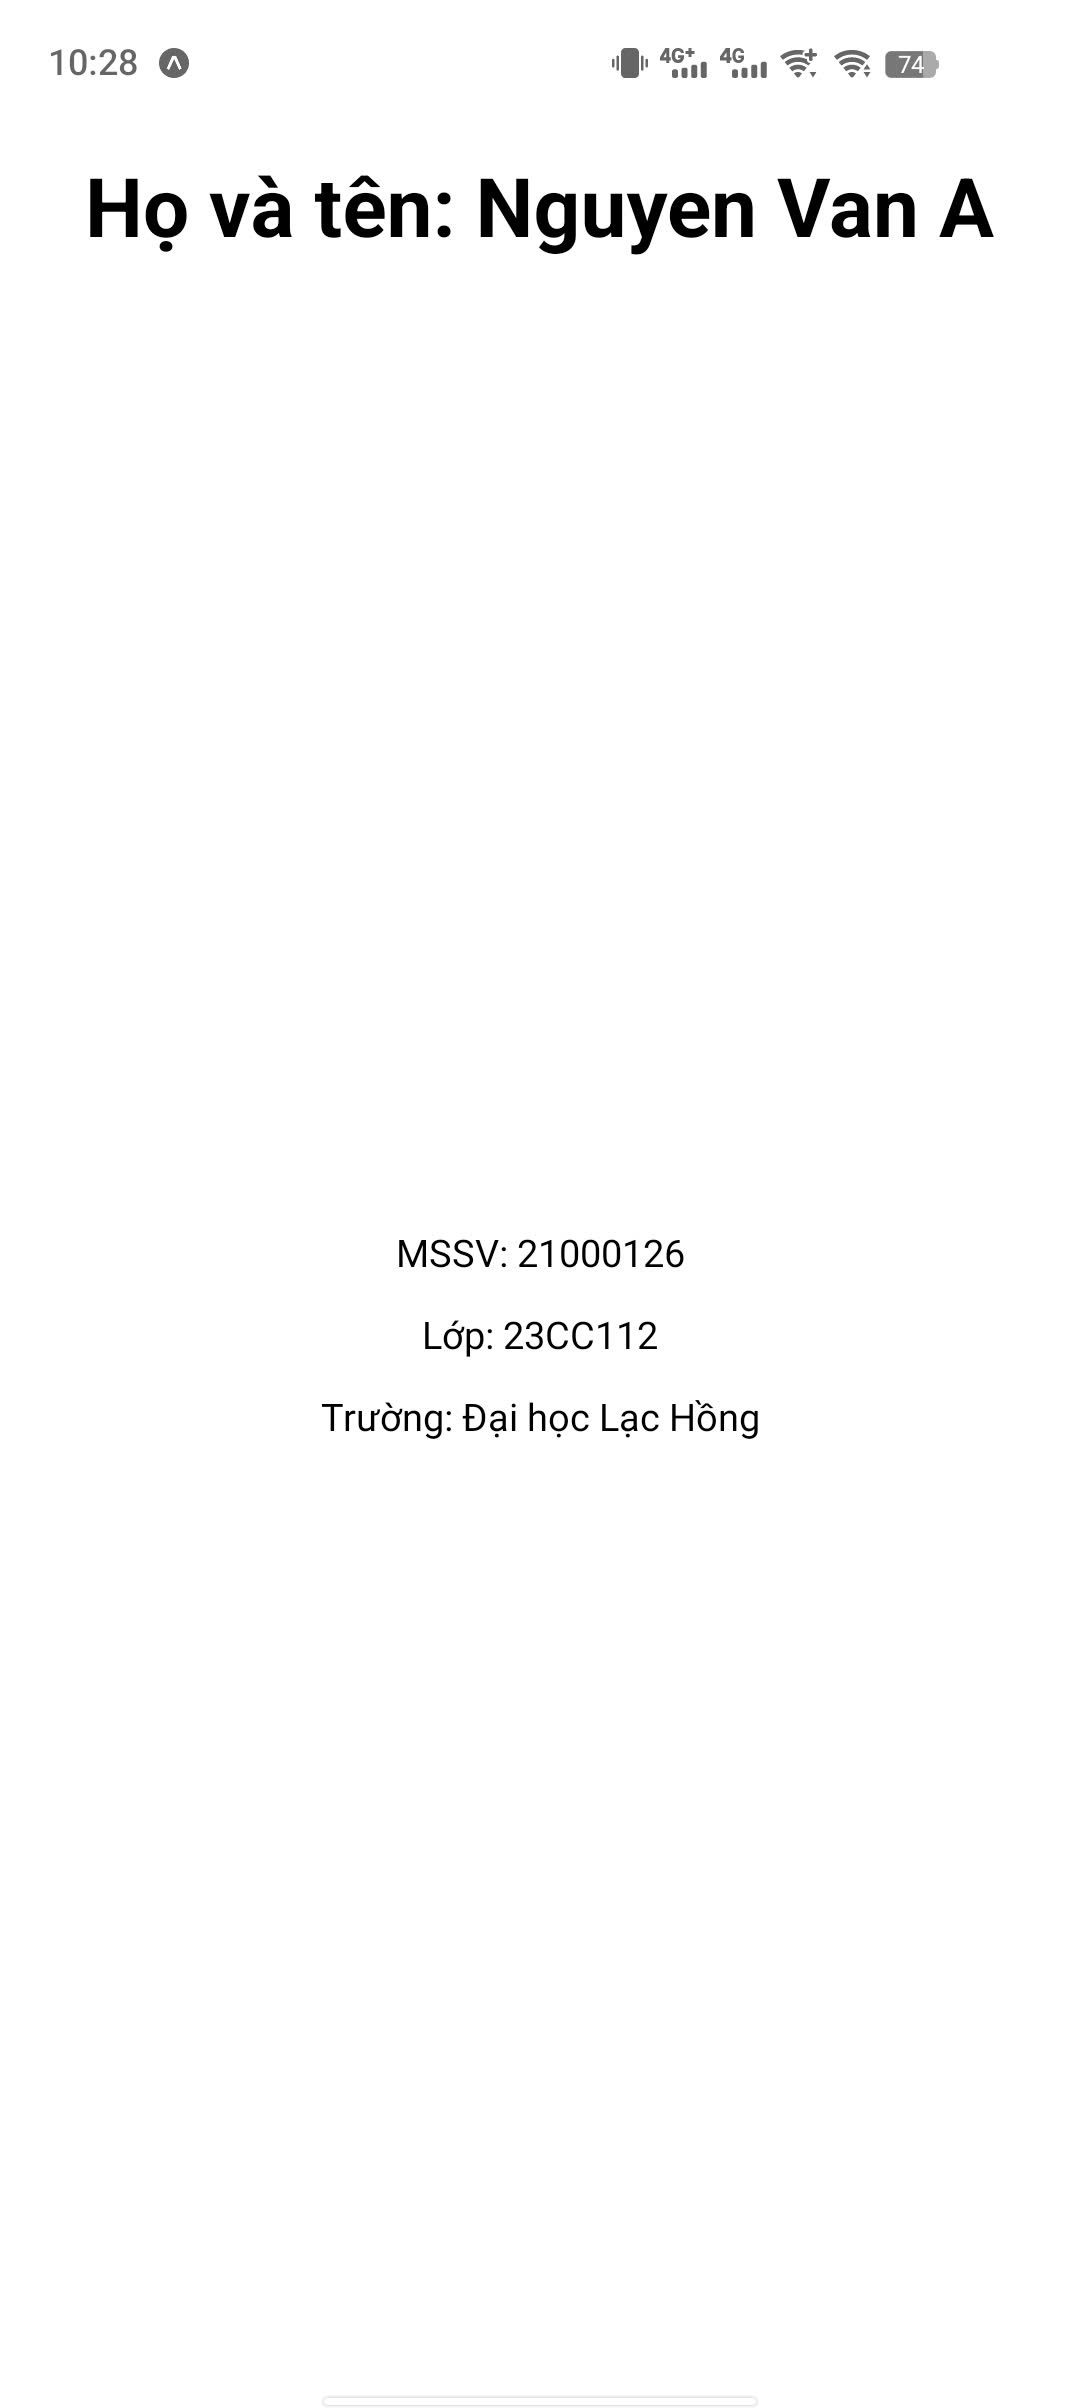 10:28 4G+ 4G 74
Họ và tên: Nguyen Van A
MSSV: 21000126
Lớp: 23CC112
Trường: Đại học Lạc Hồng